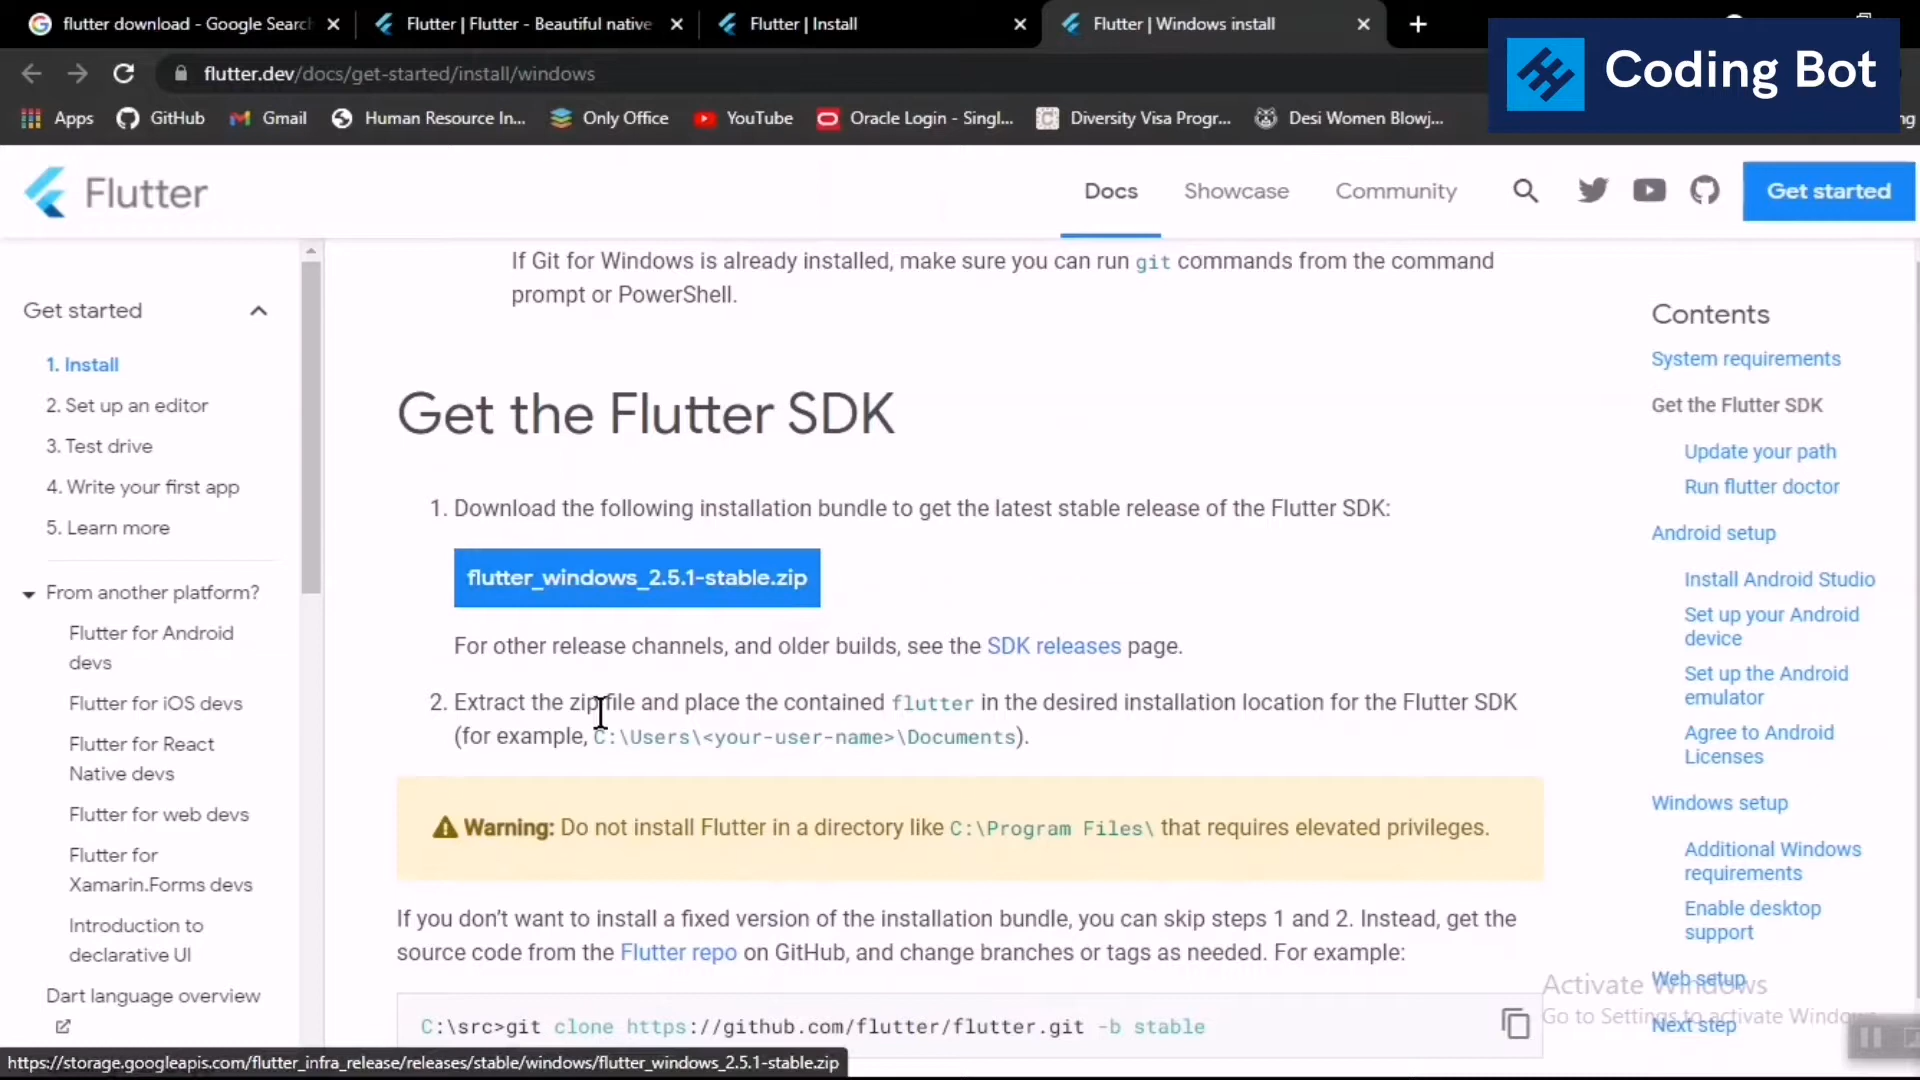 flutter download - Google Search
Flutter | Flutter - Beautiful native
Flutter | Install
Flutter | Windows install
flutter.dev/docs/get-started/install/windows
Coding Bot
Apps
GitHub
Gmail
Human Resource In...
Only Office
YouTube
Oracle Login - Singl...
Diversity Visa Progr...
Desi Women Blowj...
ng
Flutter
Docs
Showcase
Community
Get started
Get started
1. Install
2. Set up an editor
3. Test drive
4. Write your first app
5. Learn more
From another platform?
Flutter for Android
devs
Flutter for iOS devs
Flutter for React
Native devs
Flutter for web devs
Flutter for
Xamarin.Forms devs
Introduction to
declarative UI
Dart language overview
If Git for Windows is already installed, make sure you can run git commands from the command
prompt or PowerShell.
Get the Flutter SDK
1. Download the following installation bundle to get the latest stable release of the Flutter SDK:
flutter_windows_2.5.1-stable.zip
For other release channels, and older builds, see the SDK releases page.
2. Extract the zip file and place the contained flutter in the desired installation location for the Flutter SDK
(for example, C:\Users\<your-user-name>\Documents).
Warning: Do not install Flutter in a directory like C:\Program Files\ that requires elevated privileges.
If you don't want to install a fixed version of the installation bundle, you can skip steps 1 and 2. Instead, get the
source code from the Flutter repo on GitHub, and change branches or tags as needed. For example:
C:\src>git clone https://github.com/flutter/flutter.git -b stable
Contents
System requirements
Get the Flutter SDK
Update your path
Run flutter doctor
Android setup
Install Android Studio
Set up your Android
device
Set up the Android
emulator
Agree to Android
Licenses
Windows setup
Additional Windows
requirements
Enable desktop
support
Web setup
Next step
Activate Windows
Go to Settings to activate Windows
https://storage.googleapis.com/flutter_infra_release/releases/stable/windows/flutter_windows_2.5.1-stable.zip